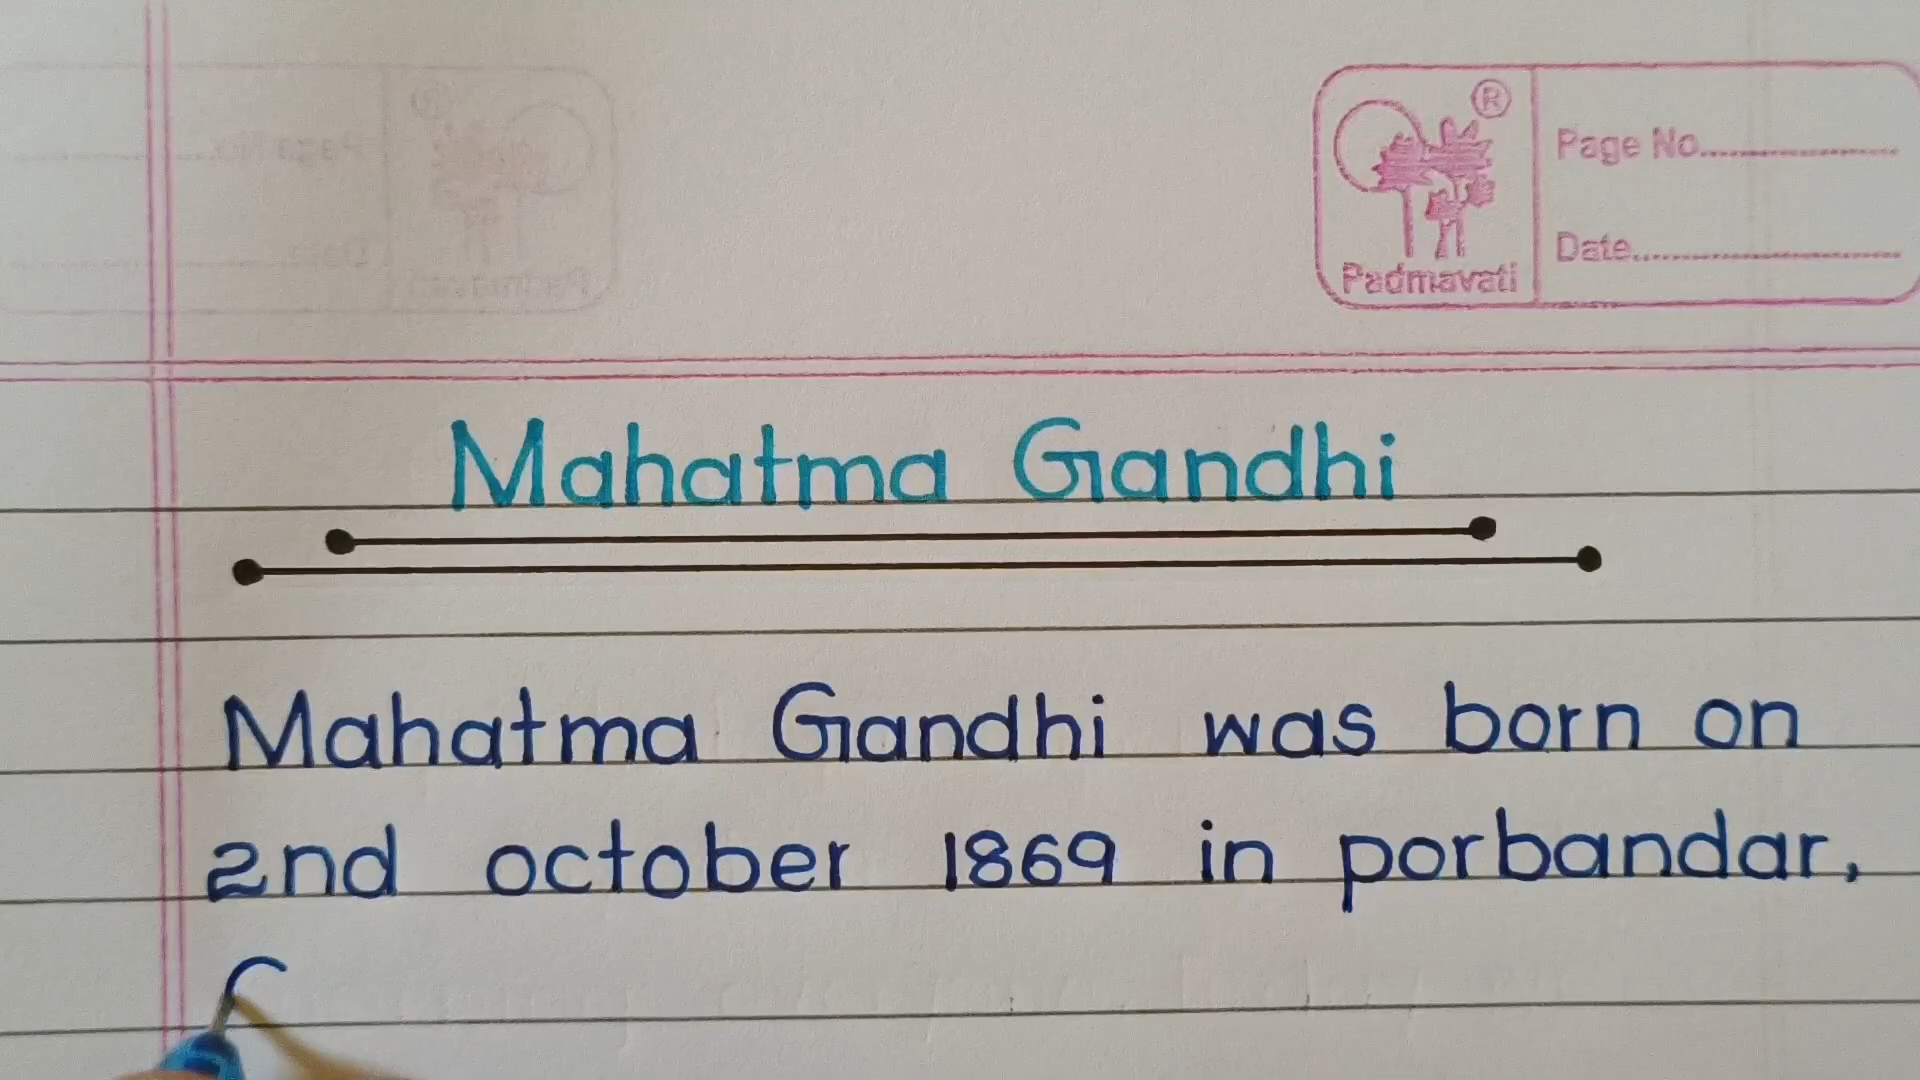 Padmavati ®
Page No.
Date
Mahatma Gandhi
Mahatma Gandhi was born on
2nd october 1869 in porbandar,